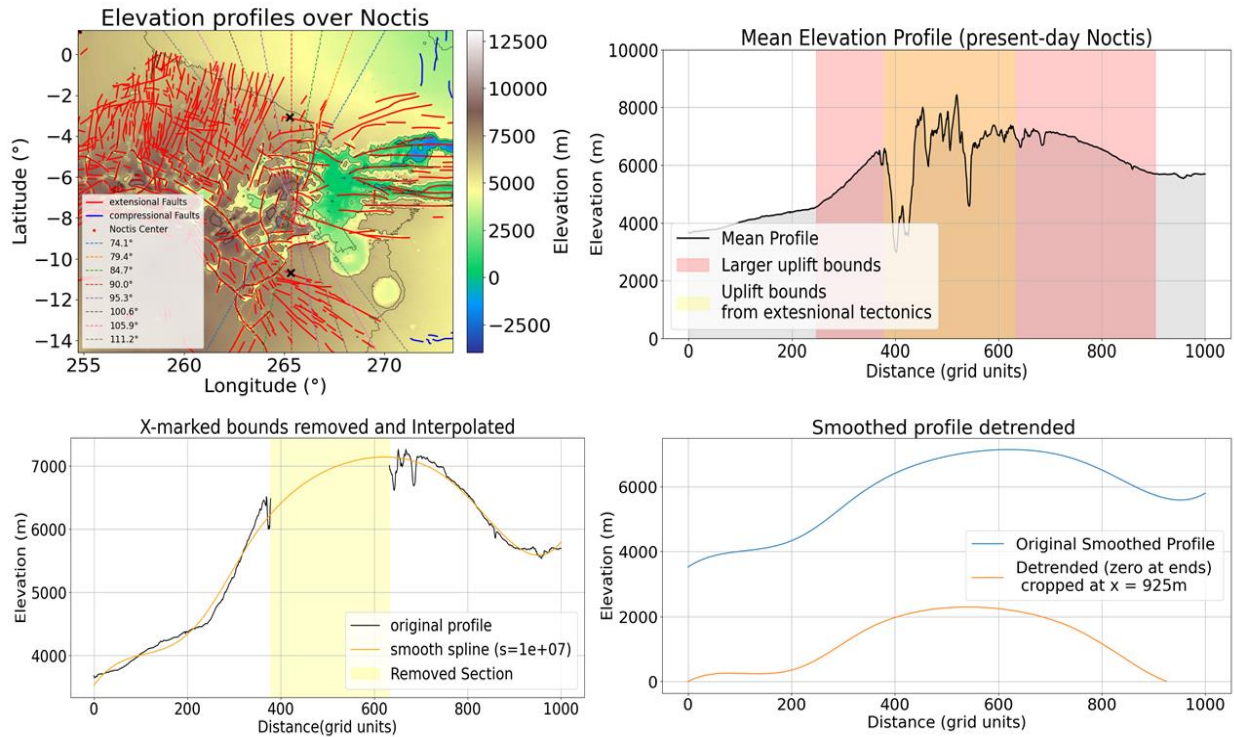 Elevation profiles over Noctis
0
−2
−4
−6
−8
−10
−12
−14
Latitude (°)
255
260
265
270
Longitude (°)
extensional Faults
compressional Faults
Noctis Center
74.1°
79.4°
84.7°
90.0°
95.3°
100.6°
105.9°
111.2°
12500
10000
7500
5000
2500
0
−2500
Elevation (m)
Mean Elevation Profile (present-day Noctis)
10000
8000
6000
4000
2000
0
Elevation (m)
0
200
400
600
800
1000
Distance (grid units)
Mean Profile
Larger uplift bounds
Uplift bounds
from extesnional tectonics
X-marked bounds removed and Interpolated
7000
6000
5000
4000
Elevation (m)
0
200
400
600
800
1000
Distance(grid units)
original profile
smooth spline (s=1e+07)
Removed Section
Smoothed profile detrended
6000
4000
2000
0
Elevation (m)
0
200
400
600
800
1000
Distance (grid units)
Original Smoothed Profile
Detrended (zero at ends)
cropped at x = 925m